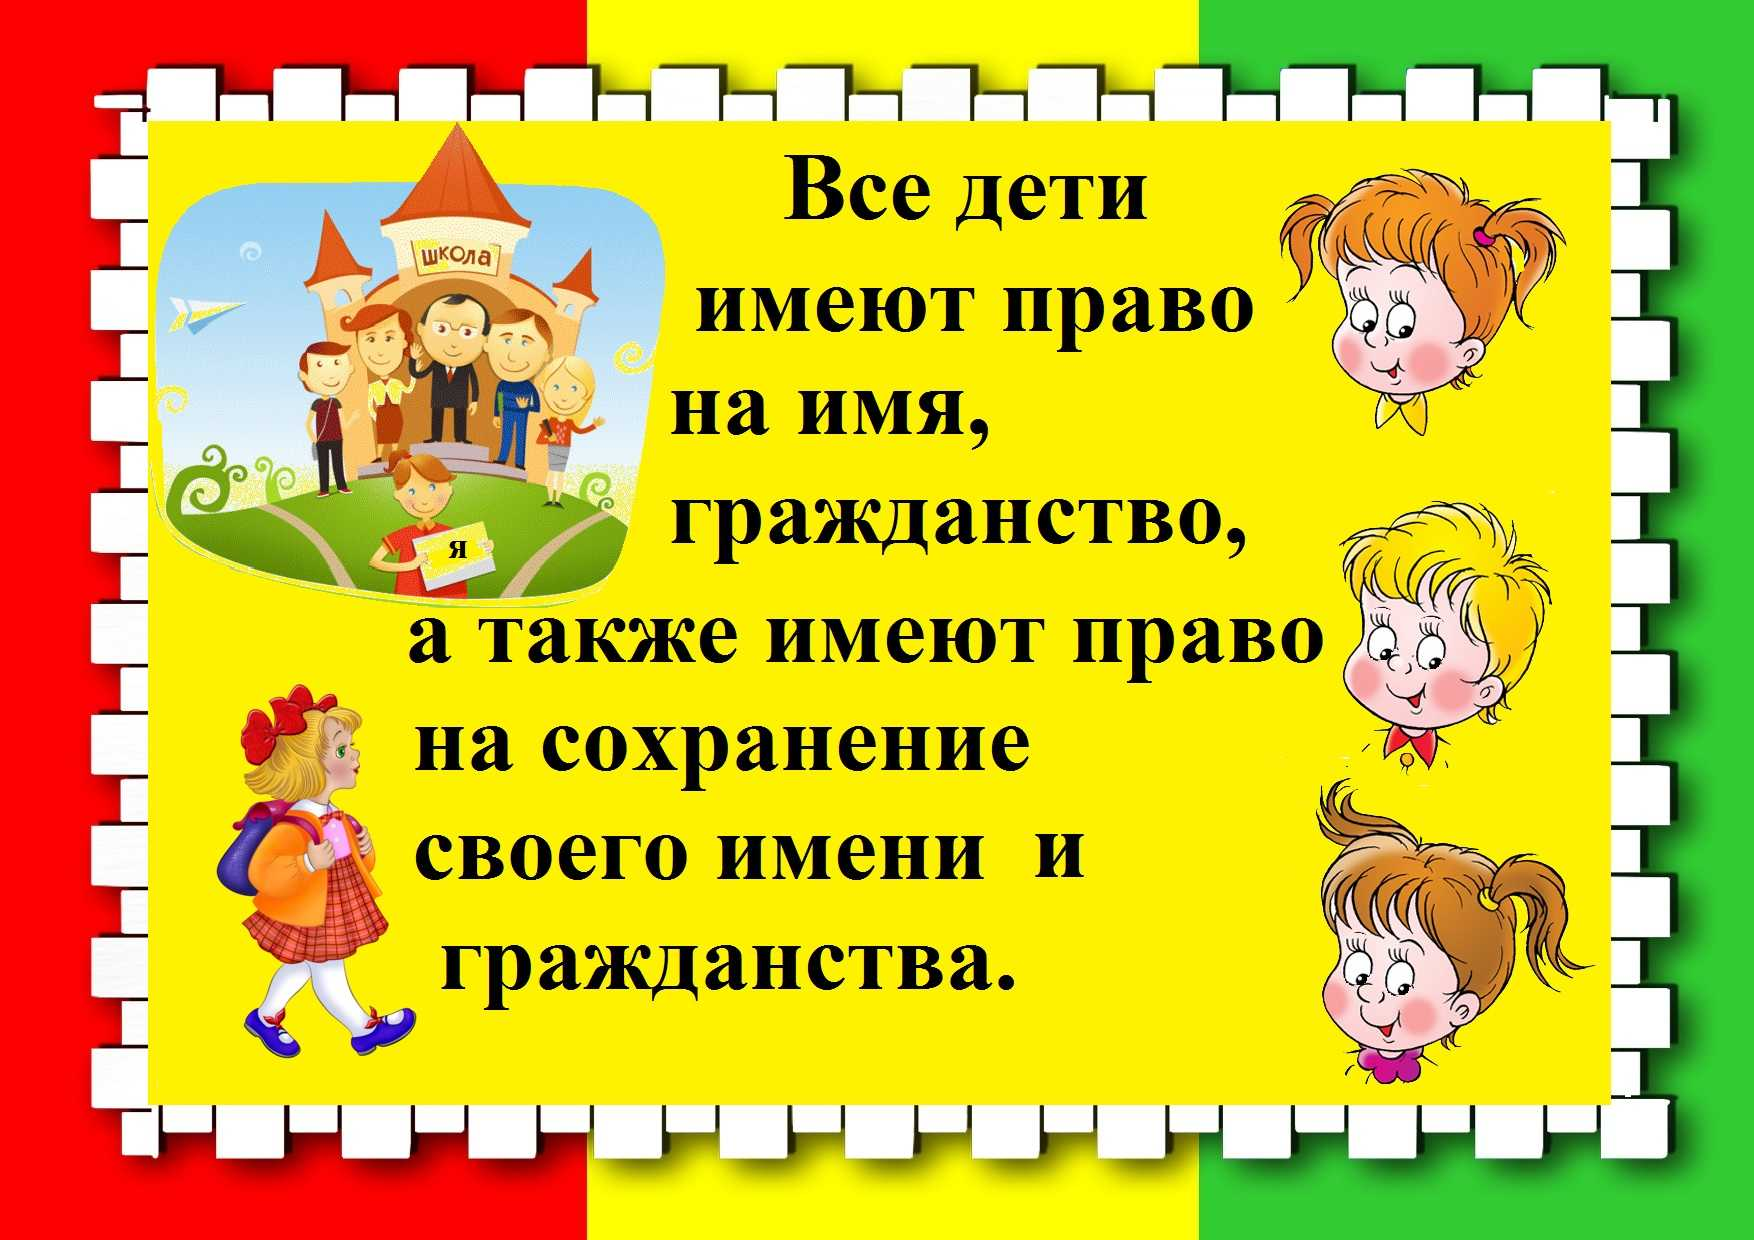 школа
я
Все дети
имеют право
на имя,
гражданство,
а также имеют право
на сохранение
своего имени и
гражданства.